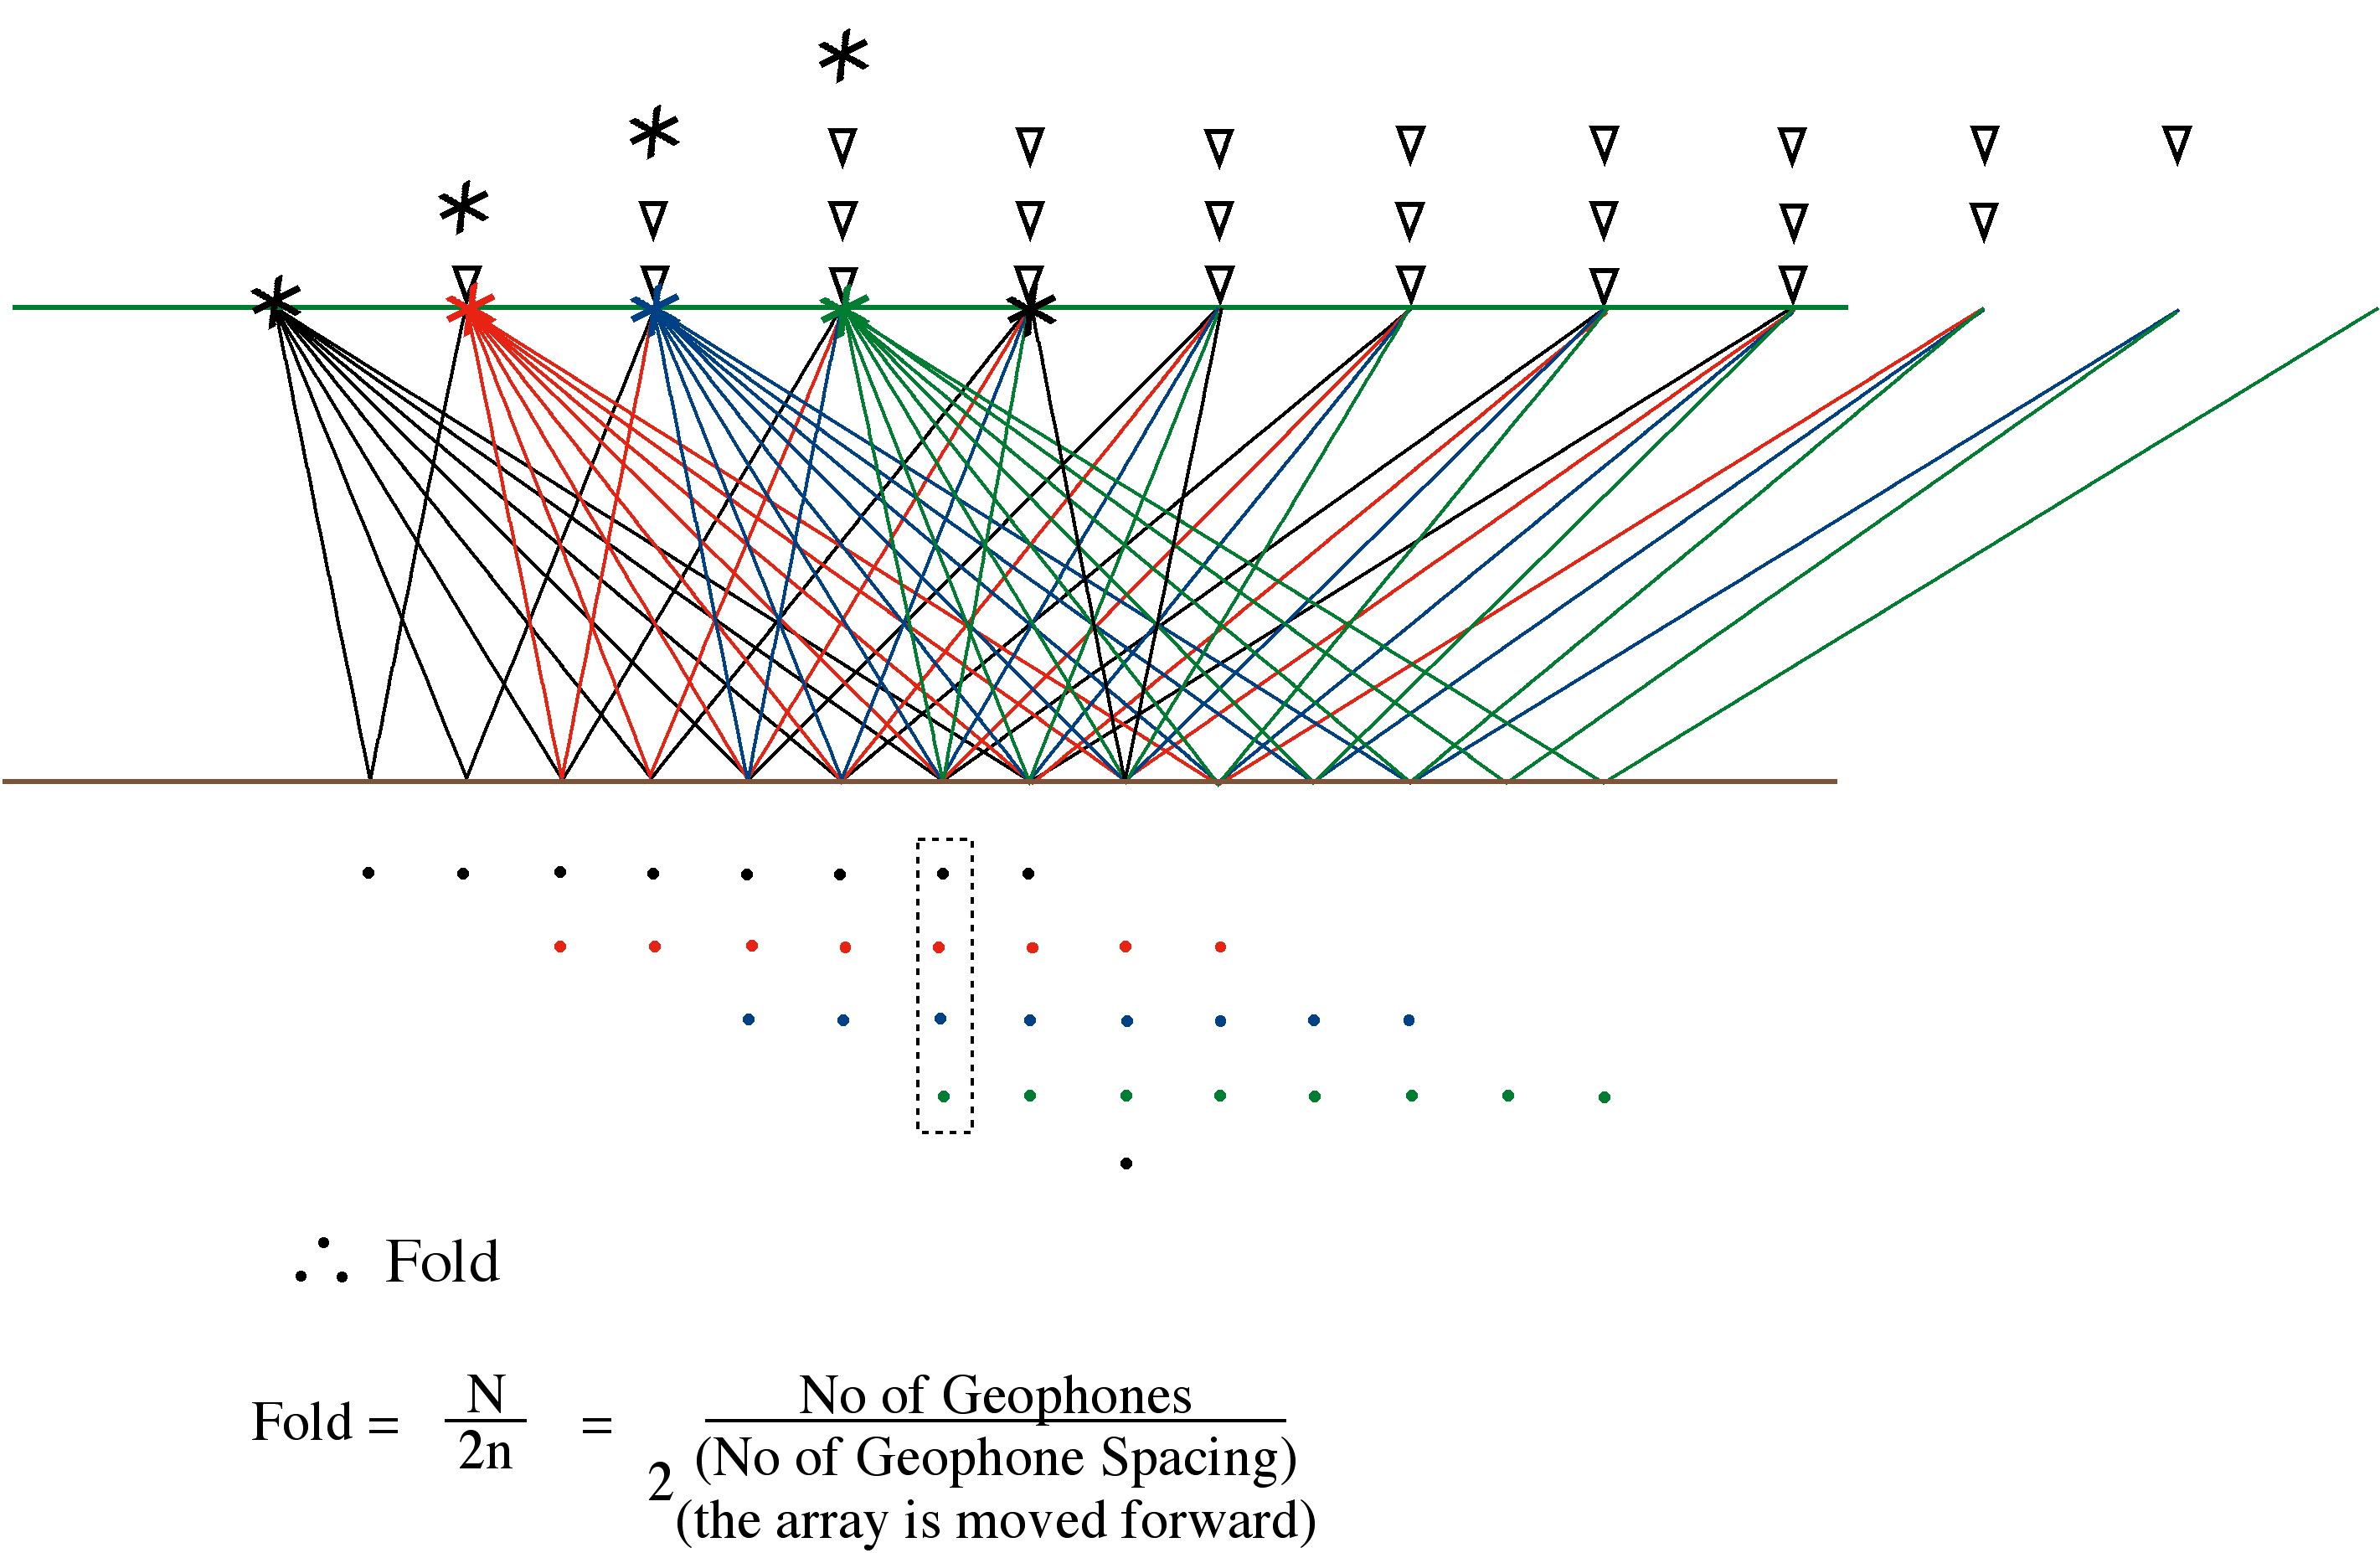 ∴ Fold
Fold = N/2n = No of Geophones
2 (No of Geophone Spacing)
(the array is moved forward)